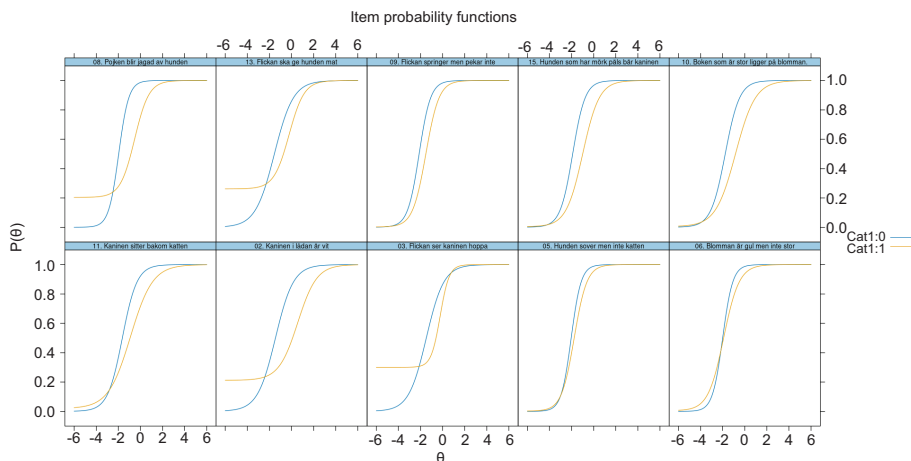 Item probability functions
-6 -4 -2 0 2 4 6 -6 -4 -2 0 2 4 6
08. Pojken blir jagad av hunden 13. Flickan ska ge hunden mat 09. Flickan springer men pekar inte 15. Hunden som har mörk päls bär kaninen 10. Boken som är stor ligger på blomman.
1.0
0.8
0.6
0.4
0.2
0.0
P(θ)
Cat1:0
Cat1:1
11. Kaninen sitter bakom katten 02. Kaninen i lådan är vit 03. Flickan ser kaninen hoppa 05. Hunden sover men inte katten 06. Blomman är gul men inte stor
1.0
0.8
0.6
0.4
0.2
0.0
-6 -4 -2 0 2 4 6 -6 -4 -2 0 2 4 6 -6 -4 -2 0 2 4 6
θ